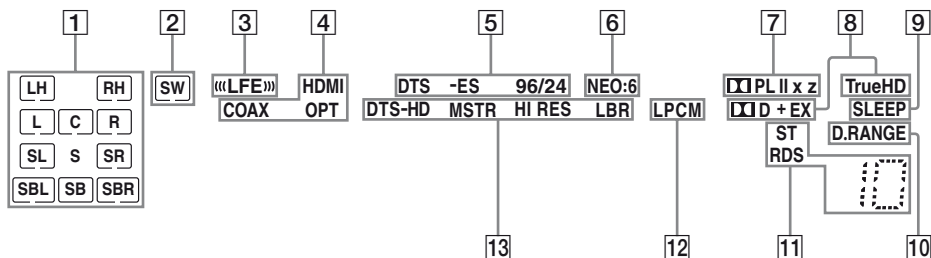 1 2 3 4 5 6 7 8 9
LH RH SW (((LFE))) HDMI DTS -ES 96/24 NEO:6 PL II x z TrueHD
L C R COAX OPT DTS-HD MSTR HI RES LBR LPCM D + EX SLEEP
SL S SR ST D.RANGE
SBL SB SBR RDS 10
13 12 11 10